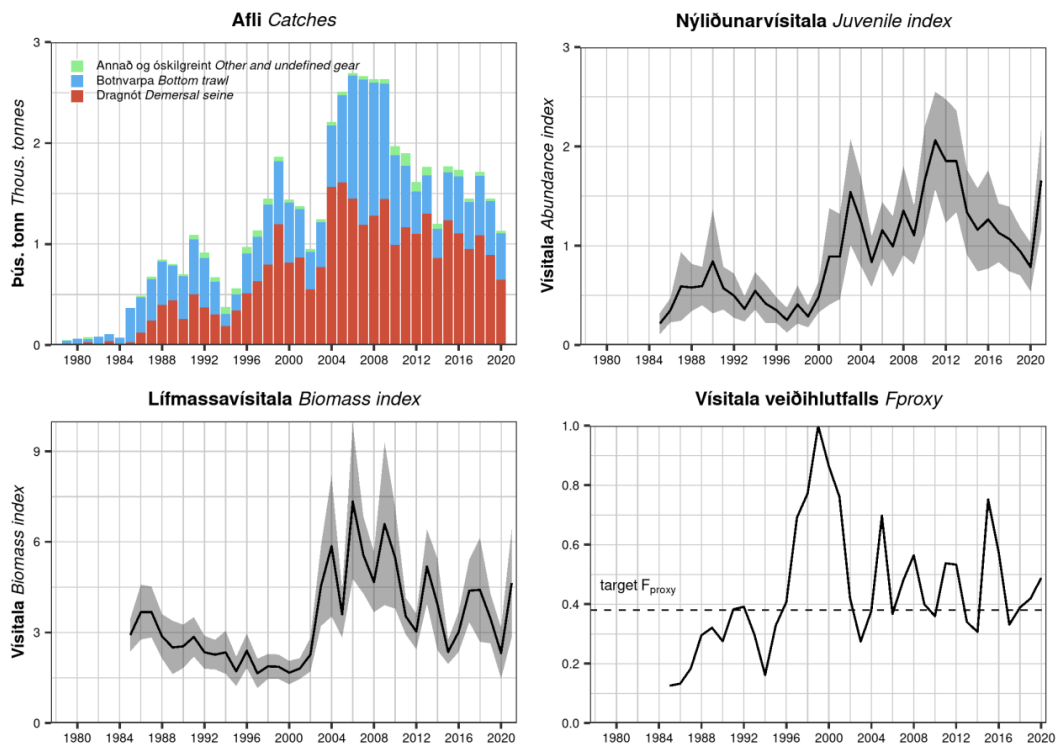 Afli Catches
Þús. tonn Thous. tonnes
3
2
1
0
Annað og óskilgreint Other and undefined gear
Botnvarpa Bottom trawl
Dragnót Demersal seine
1980 1984 1988 1992 1996 2000 2004 2008 2012 2016 2020
Nýliðunarvísitala Juvenile index
Vísitala Abundance index
3
2
1
0
1980 1984 1988 1992 1996 2000 2004 2008 2012 2016 2020
Lífmassavísitala Biomass index
Vísitala Biomass index
9
6
3
0
1980 1984 1988 1992 1996 2000 2004 2008 2012 2016 2020
Vísitala veiðihlutfalls Fproxy
1.0
0.8
0.6
0.4
0.2
0.0
target Fproxy
1980 1984 1988 1992 1996 2000 2004 2008 2012 2016 2020